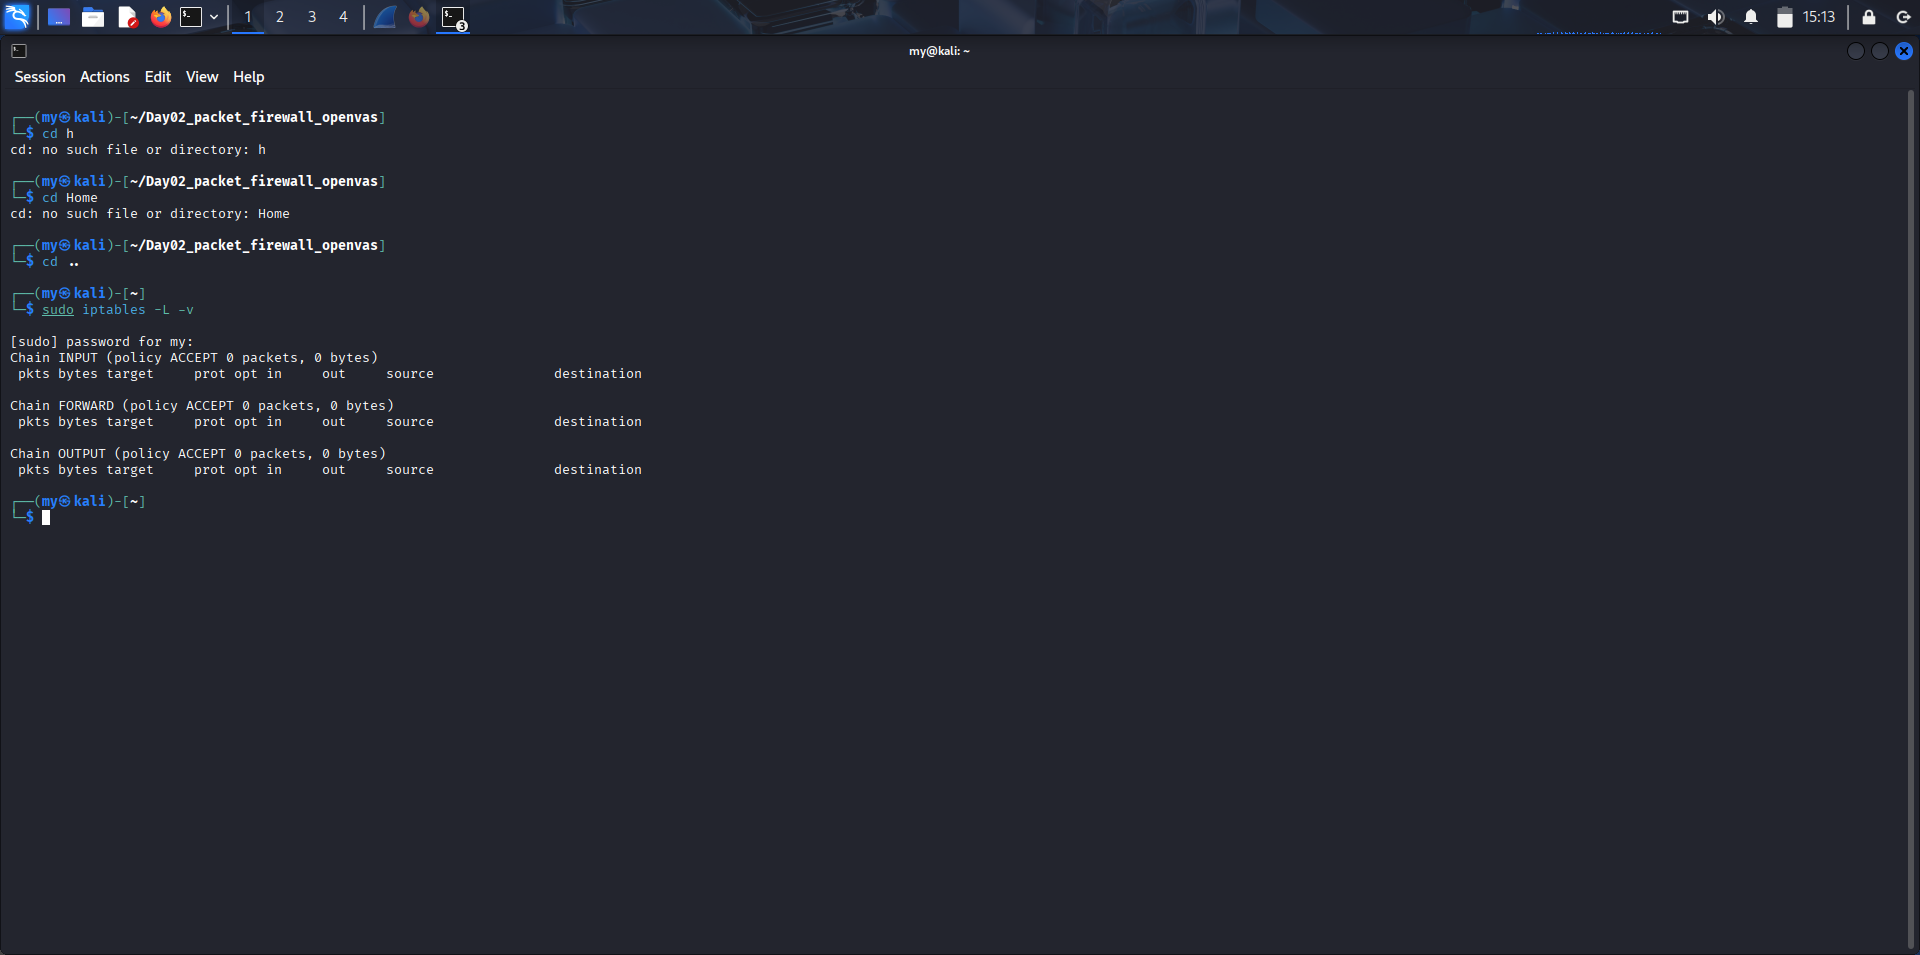 1 2 3 4 3 15:13
my@kali: ~
Session Actions Edit View Help
┌──(my㉿kali)-[~/Day02_packet_firewall_openvas]
└─$ cd h
cd: no such file or directory: h
┌──(my㉿kali)-[~/Day02_packet_firewall_openvas]
└─$ cd Home
cd: no such file or directory: Home
┌──(my㉿kali)-[~/Day02_packet_firewall_openvas]
└─$ cd ..
┌──(my㉿kali)-[~]
└─$ sudo iptables -L -v
[sudo] password for my:
Chain INPUT (policy ACCEPT 0 packets, 0 bytes)
 pkts bytes target     prot opt in     out     source               destination
Chain FORWARD (policy ACCEPT 0 packets, 0 bytes)
 pkts bytes target     prot opt in     out     source               destination
Chain OUTPUT (policy ACCEPT 0 packets, 0 bytes)
 pkts bytes target     prot opt in     out     source               destination
┌──(my㉿kali)-[~]
└─$